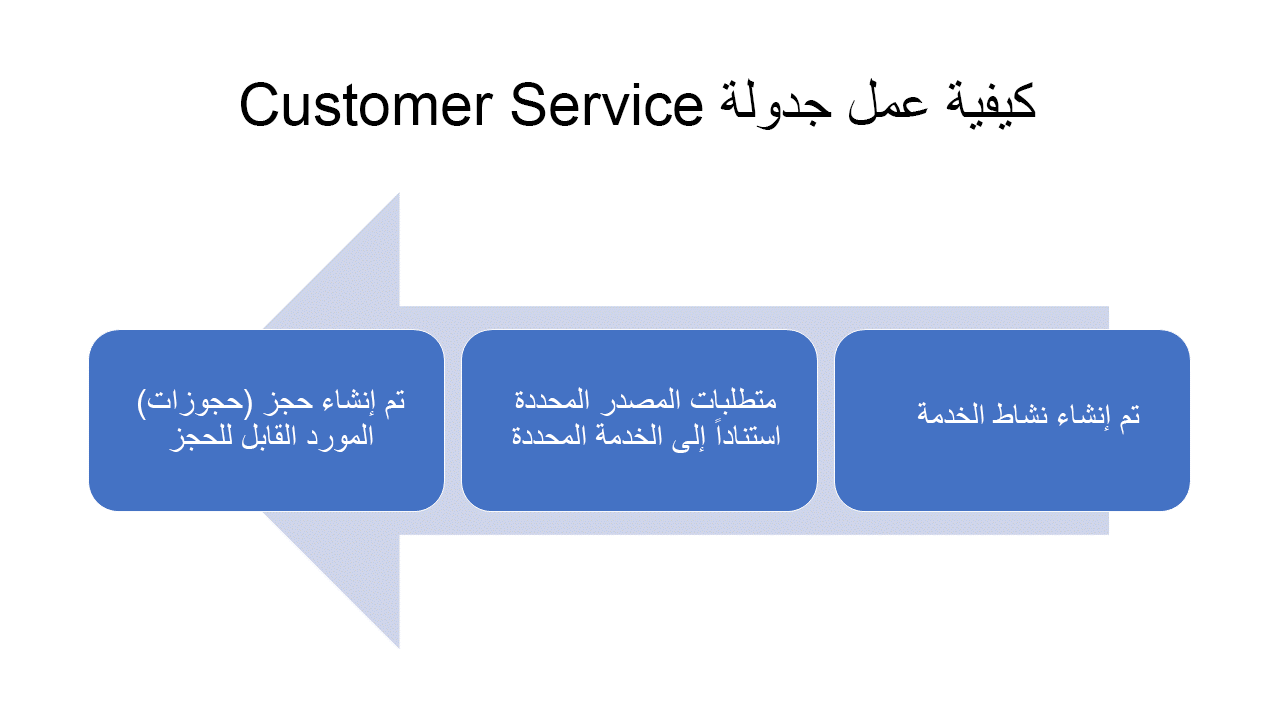 كيفية عمل جدولة Customer Service
تم إنشاء نشاط الخدمة
متطلبات المصدر المحددة
استناداً إلى الخدمة المحددة
تم إنشاء حجز (حجوزات)
المورد القابل للحجز